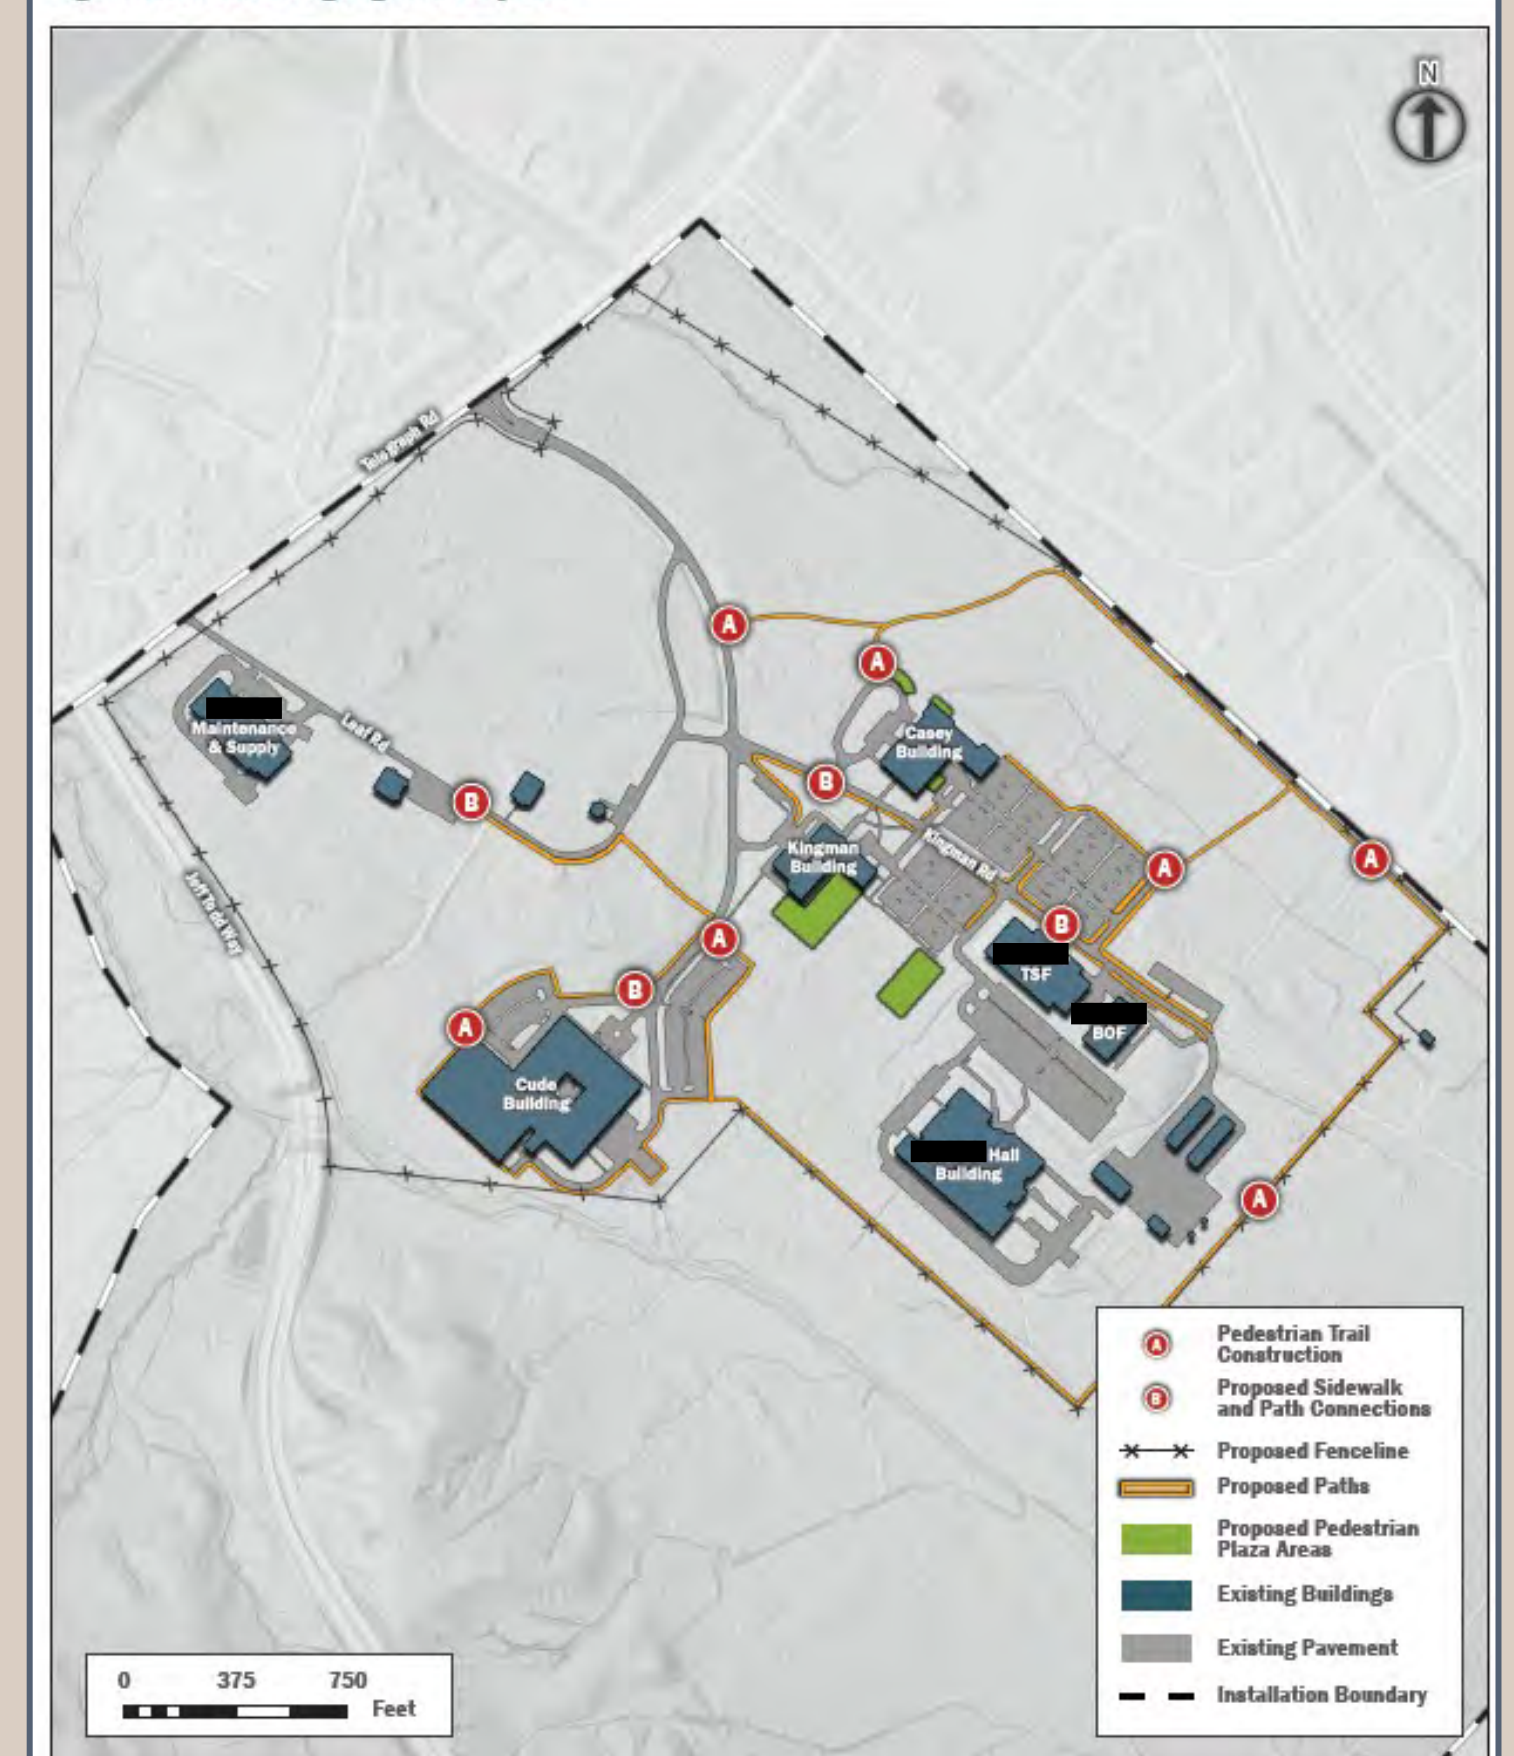 N
Telegraph Rd
A
A
Maintenance
& Supply
Leaf Rd
Casey
Building
B
B
Kingman
Building
Kingman Rd
A
A
Jeff Todd Way
B
A
TSF
B
A
BOF
Cude
Building
Hall
Building
A
A Pedestrian Trail
Construction
B Proposed Sidewalk
and Path Connections
Proposed Fenceline
Proposed Paths
Proposed Pedestrian
Plaza Areas
Existing Buildings
Existing Pavement
Installation Boundary
0 375 750
Feet